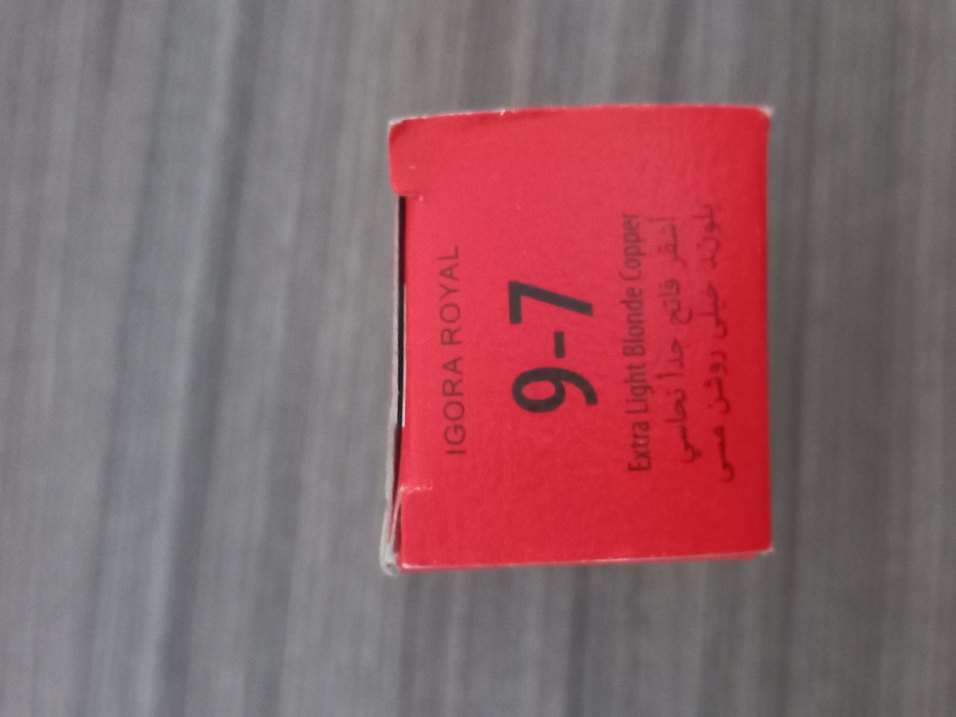 IGORA ROYAL
9-7
Extra Light Blonde Copper
أشقر فاتح جدا نحاسي
بلوند خیلی روشن مسی